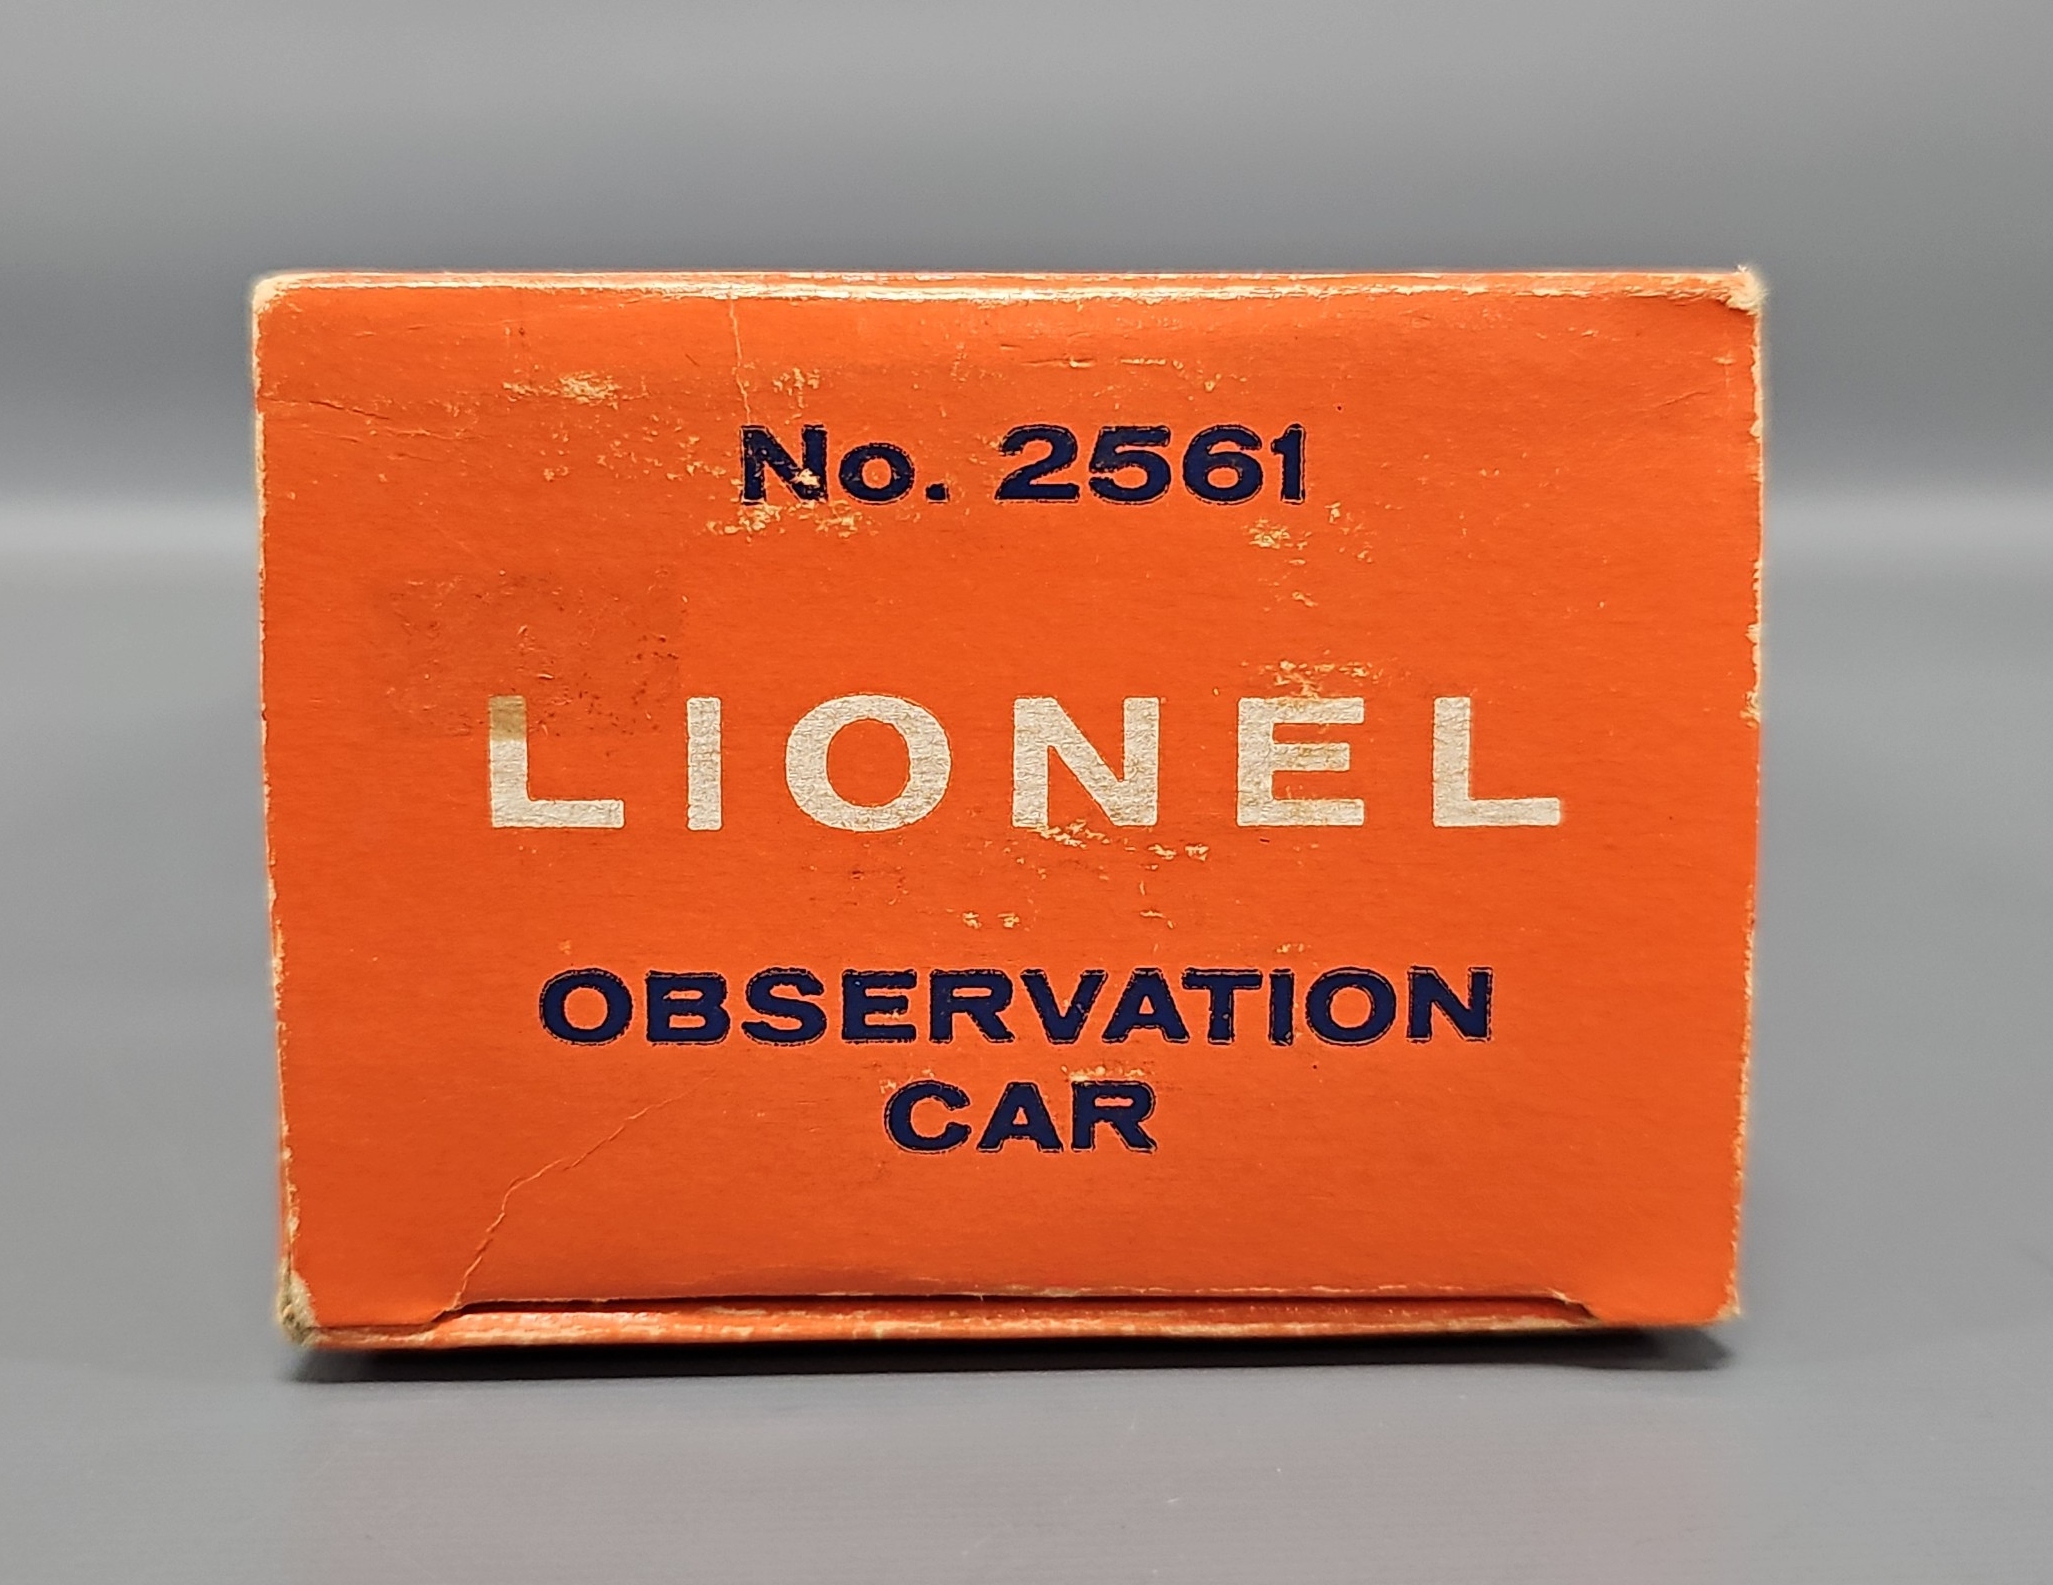 No. 2561
LIONEL
OBSERVATION
CAR